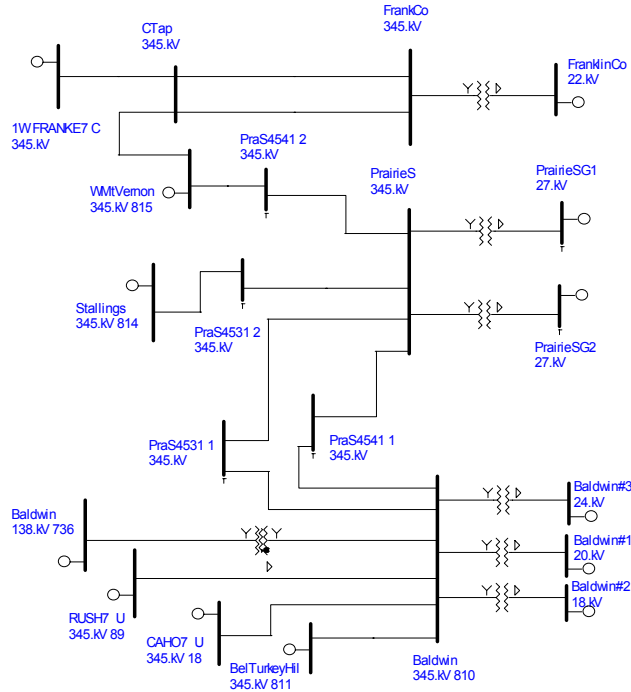 FrankCo
345.kV
CTap
345.kV
FranklinCo
22.kV
1WFRANKE7 C
345.kV
PraS4541 2
345.kV
WMtVernon
345.kV 815
PrairieS
345.kV
PrairieSG1
27.kV
Stallings
345.kV 814
PraS4531 2
345.kV
PrairieSG2
27.kV
PraS4531 1
345.kV
PraS4541 1
345.kV
Baldwin
138.kV 736
Baldwin#3
24.kV
Baldwin#1
20.kV
Baldwin#2
18.kV
RUSH7 U
345.kV 89
CAHO7 U
345.kV 18
BelTurkeyHil
345.kV 811
Baldwin
345.kV 810